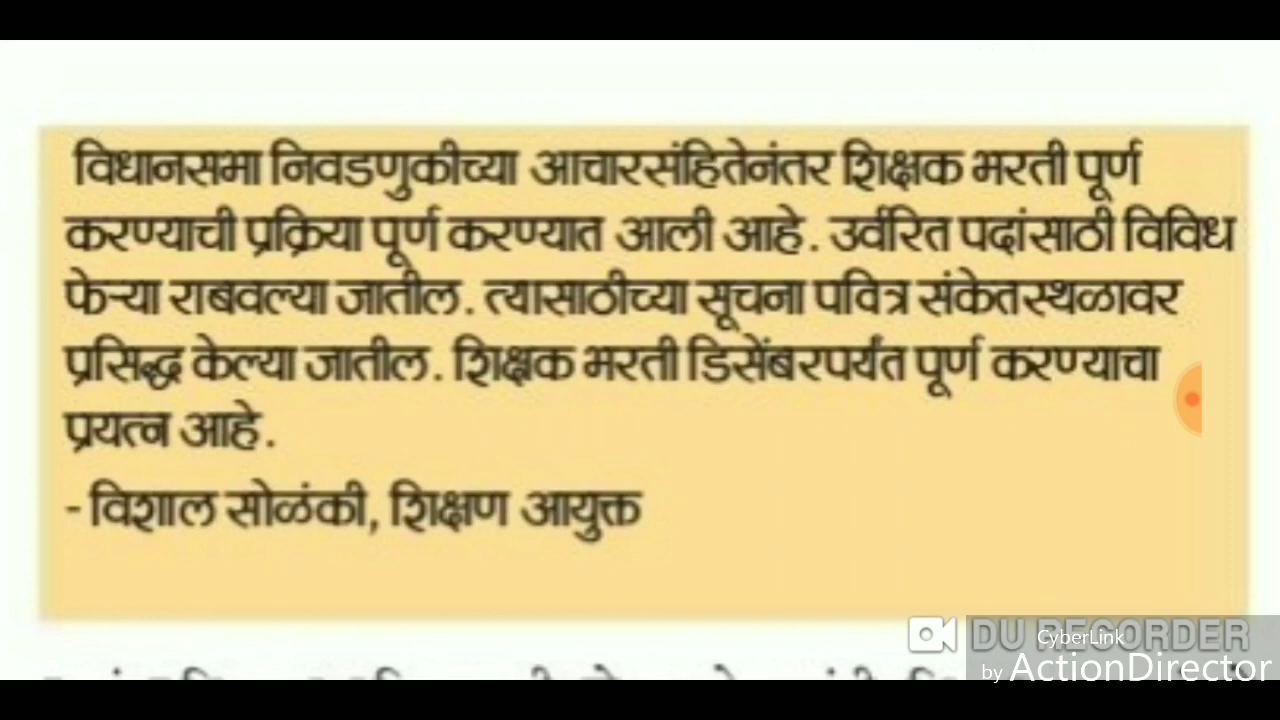 विधानसभा निवडणुकीच्या आचारसंहितेनंतर शिक्षक भरती पूर्ण
करण्याची प्रक्रिया पूर्ण करण्यात आली आहे. उर्वरित पदांसाठी विविध
फेऱ्या राबवल्या जातील. त्यासाठीच्या सूचना पवित्र संकेतस्थळावर
प्रसिद्ध केल्या जातील. शिक्षक भरती डिसेंबरपर्यंत पूर्ण करण्याचा
प्रयत्न आहे.
- विशाल सोळंकी, शिक्षण आयुक्त
DU RECORDER
CyberLink
by ActionDirector